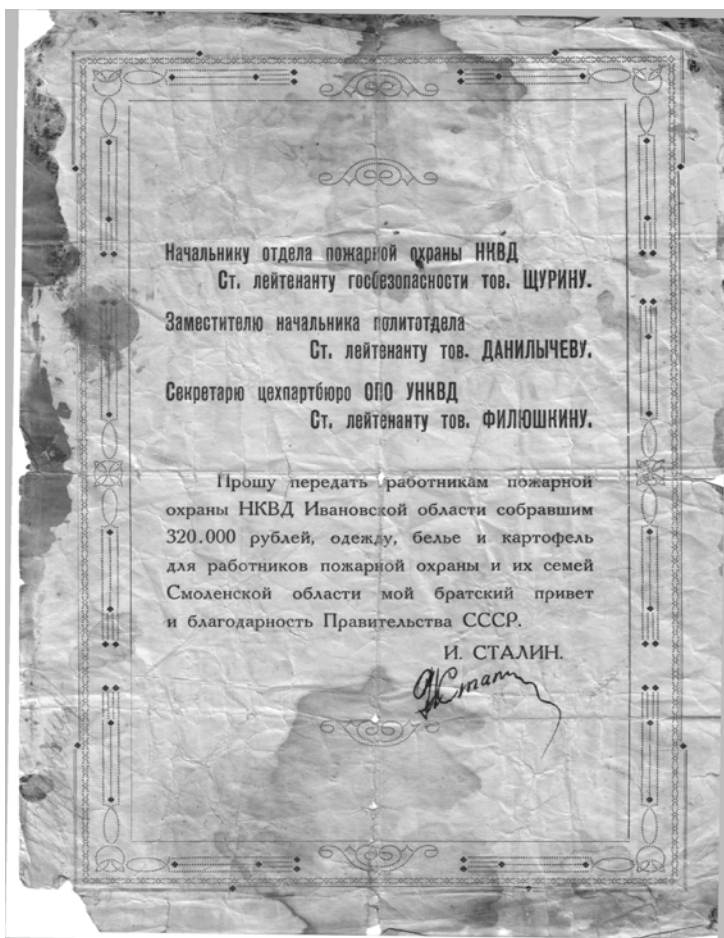 Начальнику отдела пожарной охраны НКВД
Ст. лейтенанту госбезопасности тов. ЩУРИНУ.
Заместителю начальника политотдела
Ст. лейтенанту тов. ДАНИЛЫЧЕВУ.
Секретарю цехпартбюро ОПО УНКВД
Ст. лейтенанту тов. ФИЛЮШКИНУ.
Прошу передать работникам пожарной
охраны НКВД Ивановской области собравшим
320.000 рублей, одежду, белье и картофель
для работников пожарной охраны и их семей
Смоленской области мой братский привет
и благодарность Правительства СССР.
И. СТАЛИН.
И Сталин